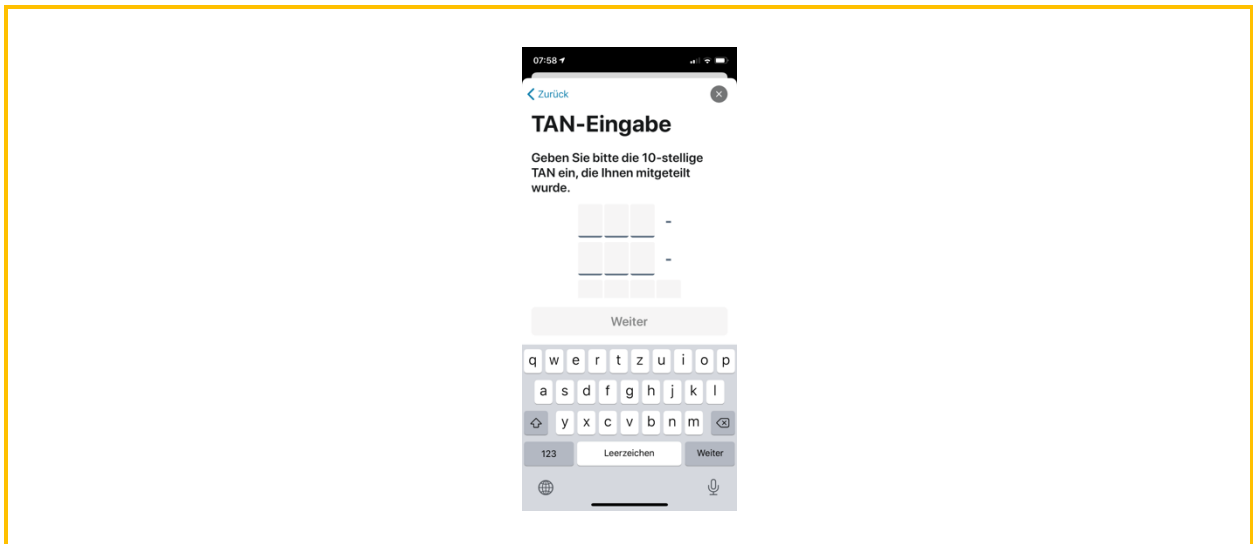 07:58
Zurück
TAN-Eingabe
Geben Sie bitte die 10-stellige
TAN ein, die Ihnen mitgeteilt
wurde.
-
-
Weiter
q w e r t z u i o p
a s d f g h j k l
y x c v b n m
123 Leerzeichen Weiter